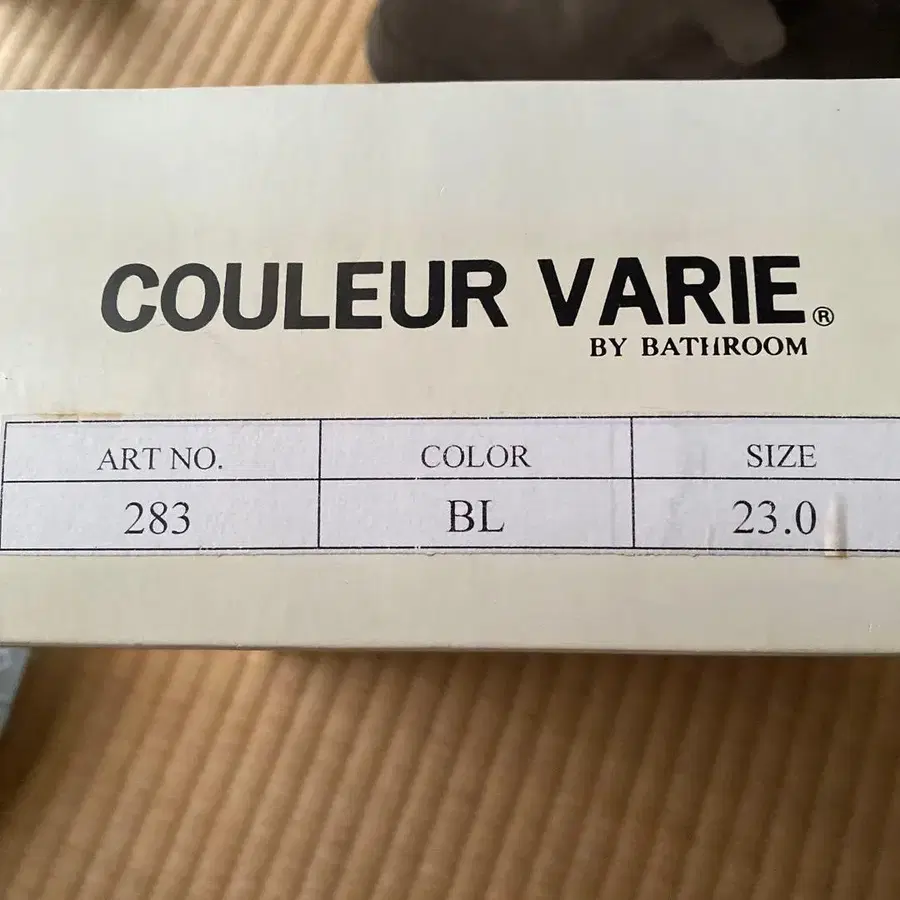 COULEUR VARIE®
BY BATHROOM
ART NO. COLOR SIZE
283 BL 23.0